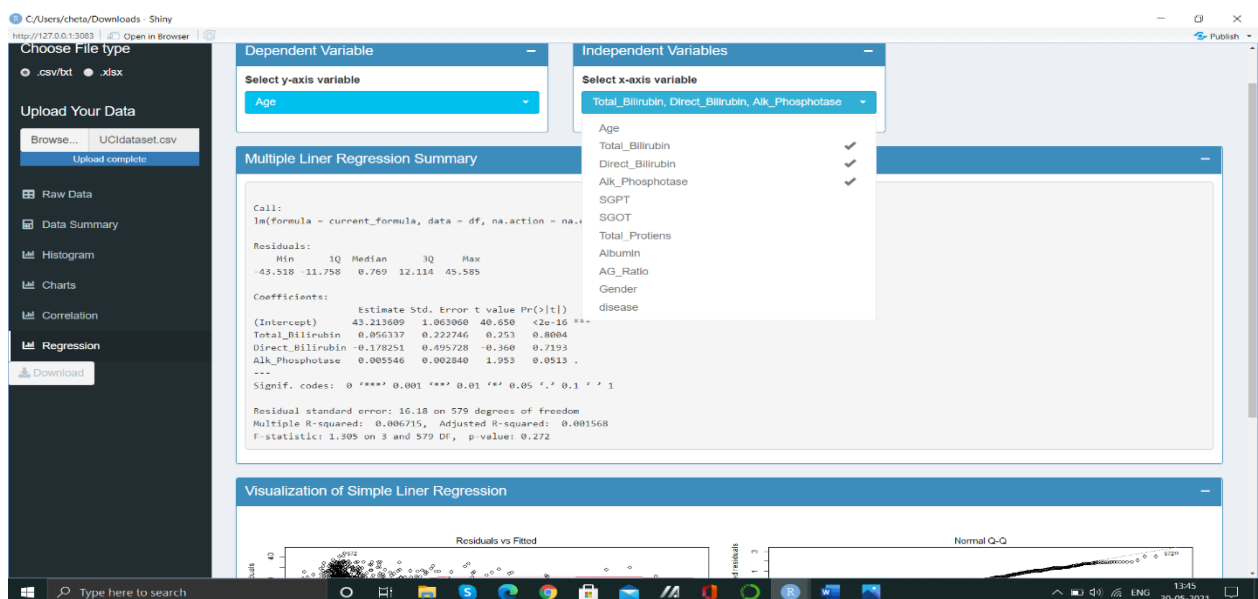 C:/Users/cheta/Downloads - Shiny
http://127.0.0.1:3083 Open in Browser
Publish
Choose File type
.csv/txt .xlsx
Upload Your Data
Browse... UCIdataset.csv
Upload complete
Raw Data
Data Summary
Histogram
Charts
Correlation
Regression
Download
Dependent Variable
Select y-axis variable
Age
Independent Variables
Select x-axis variable
Total_Bilirubin, Direct_Bilirubin, Alk_Phosphotase
Age
Total_Bilirubin
Direct_Bilirubin
Alk_Phosphotase
SGPT
SGOT
Total_Protiens
Albumin
AG_Ratio
Gender
disease
Multiple Liner Regression Summary
Call:
lm(formula = current_formula, data = df, na.action = na.
Residuals:
Min 1Q Median 3Q Max
-43.518 -11.758 0.769 12.114 45.585
Coefficients:
Estimate Std. Error t value Pr(>|t|)
(Intercept) 43.213609 1.063060 40.650 <2e-16 ***
Total_Bilirubin 0.056337 0.222746 0.253 0.8004
Direct_Bilirubin -0.178251 0.495728 -0.360 0.7193
Alk_Phosphotase 0.005546 0.002840 1.953 0.0513 .
---
Signif. codes: 0 ‘***’ 0.001 ‘**’ 0.01 ‘*’ 0.05 ‘.’ 0.1 ‘ ’ 1
Residual standard error: 16.18 on 579 degrees of freedom
Multiple R-squared: 0.006715, Adjusted R-squared: 0.001568
F-statistic: 1.305 on 3 and 579 DF, p-value: 0.272
Visualization of Simple Liner Regression
Residuals vs Fitted
40
572
Normal Q-Q
3
572
Type here to search
ENG
13:45
30-05-2021